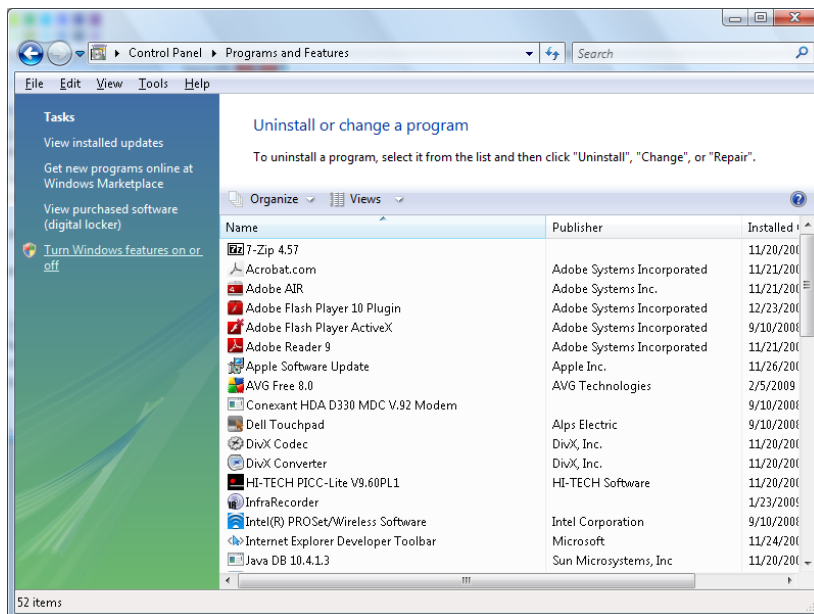 Control Panel Programs and Features Search
File Edit View Tools Help
Tasks
View installed updates
Get new programs online at
Windows Marketplace
View purchased software
(digital locker)
Turn Windows features on or
off
Uninstall or change a program
To uninstall a program, select it from the list and then click "Uninstall", "Change", or "Repair".
Organize Views
Name Publisher Installed
7-Zip 4.57 11/20/200
Acrobat.com Adobe Systems Incorporated 11/21/200
Adobe AIR Adobe Systems Inc. 11/21/200
Adobe Flash Player 10 Plugin Adobe Systems Incorporated 12/23/200
Adobe Flash Player ActiveX Adobe Systems Incorporated 9/10/2008
Adobe Reader 9 Adobe Systems Incorporated 11/21/200
Apple Software Update Apple Inc. 11/26/200
AVG Free 8.0 AVG Technologies 2/5/2009
Conexant HDA D330 MDC V.92 Modem 9/10/2008
Dell Touchpad Alps Electric 9/10/2008
DivX Codec DivX, Inc. 11/20/200
DivX Converter DivX, Inc. 11/20/200
HI-TECH PICC-Lite V9.60PL1 HI-TECH Software 11/20/200
InfraRecorder 1/23/2009
Intel(R) PROSet/Wireless Software Intel Corporation 9/10/2008
Internet Explorer Developer Toolbar Microsoft 11/24/200
Java DB 10.4.1.3 Sun Microsystems, Inc 11/20/200
52 items